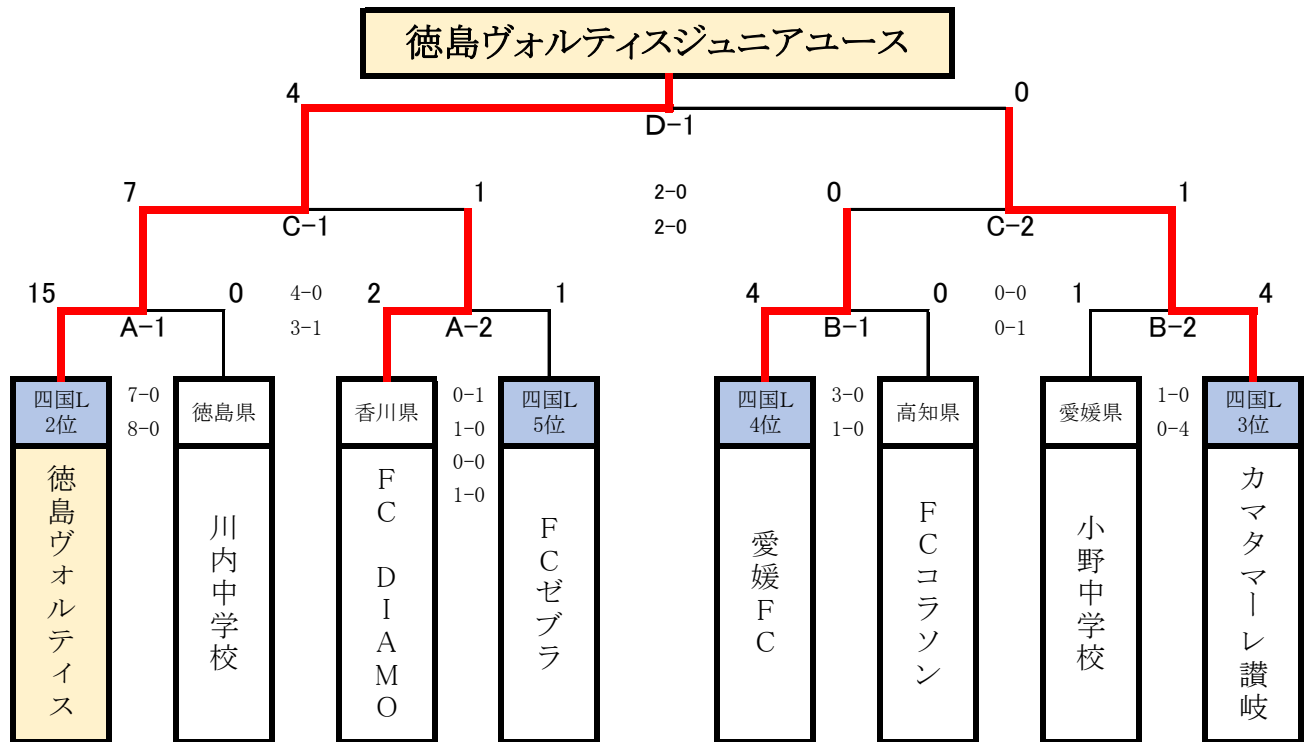 徳島ヴォルティスジュニアユース
4
0
D-1
7
1
2-0
0
1
C-1
2-0
C-2
15
0
4-0
2
1
4
0
0-0
1
4
A-1
3-1
A-2
B-1
0-1
B-2
四国L
2位
7-0
8-0
徳島県
香川県
0-1
1-0
0-0
1-0
四国L
5位
四国L
4位
3-0
1-0
高知県
愛媛県
1-0
0-4
四国L
3位
徳島ヴォルティス
川内中学校
FC DIAMO
FCゼブラ
愛媛FC
FCコラソン
小野中学校
カマタマーレ讃岐